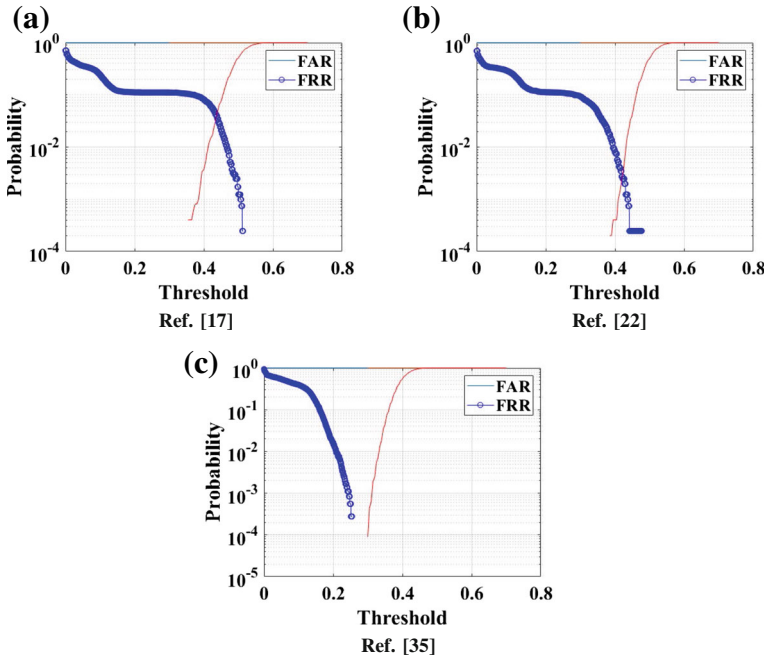 (a)
10^0
10^-2
10^-4
Probability
FAR
FRR
0 0.2 0.4 0.6 0.8
Threshold
Ref. [17]
(b)
10^0
10^-2
10^-4
Probability
FAR
FRR
0 0.2 0.4 0.6 0.8
Threshold
Ref. [22]
(c)
10^0
10^-1
10^-2
10^-3
10^-4
10^-5
Probability
FAR
FRR
0 0.2 0.4 0.6 0.8
Threshold
Ref. [35]